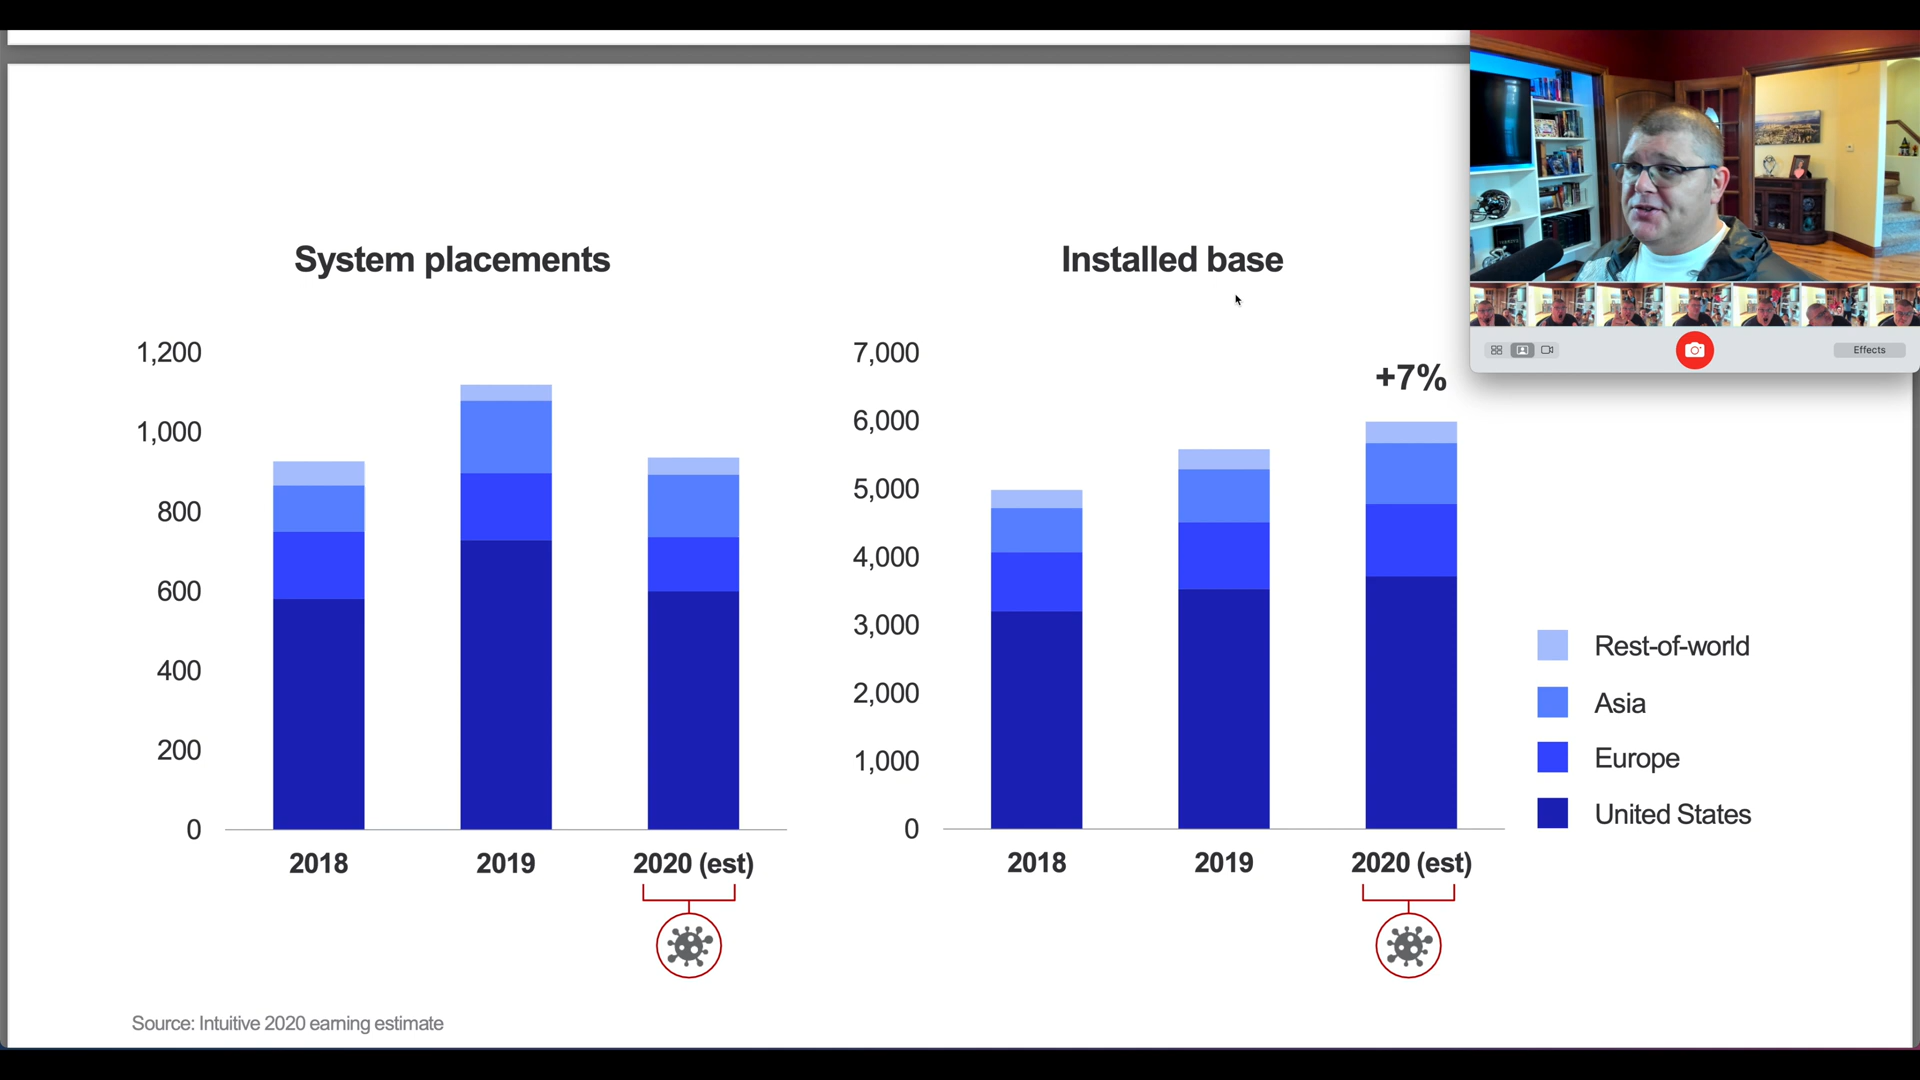 System placements
1,200
1,000
800
600
400
200
0
2018
2019
2020 (est)
Installed base
+7%
7,000
6,000
5,000
4,000
3,000
2,000
1,000
0
2018
2019
2020 (est)
Rest-of-world
Asia
Europe
United States
Source: Intuitive 2020 earning estimate
Effects